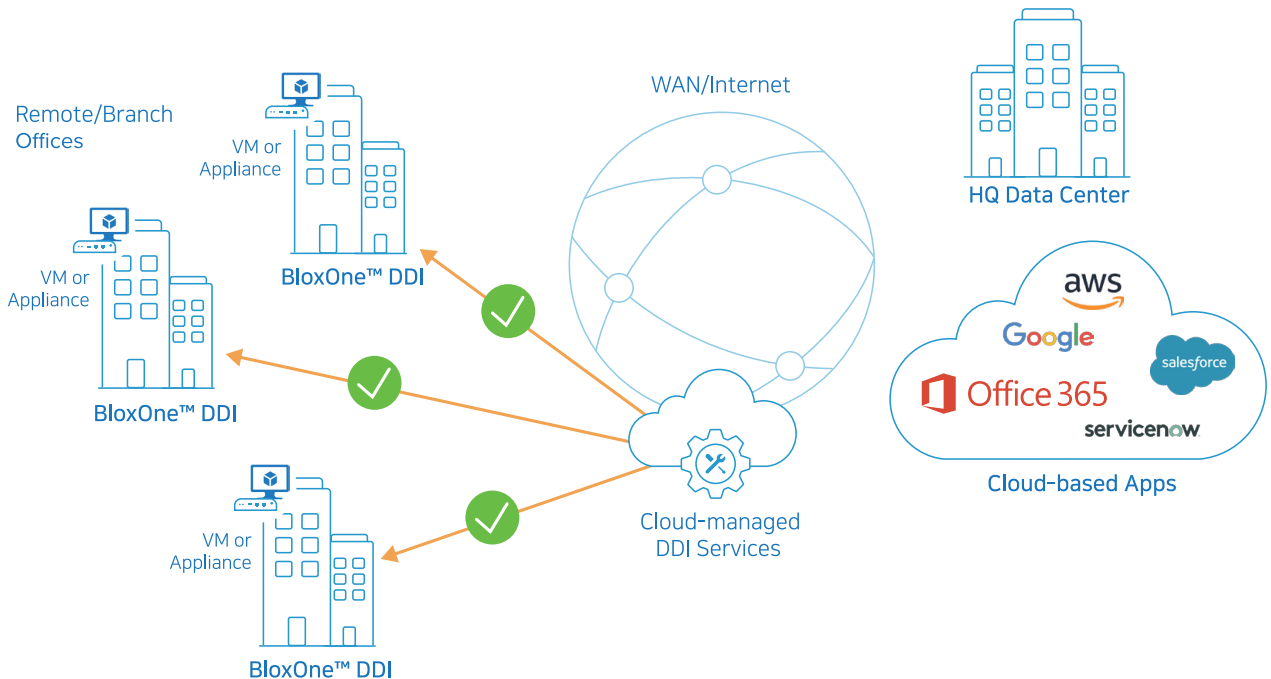 Remote/Branch
Offices
VM or
Appliance
BloxOne™ DDI
VM or
Appliance
BloxOne™ DDI
VM or
Appliance
BloxOne™ DDI
WAN/Internet
Cloud-managed
DDI Services
HQ Data Center
aws
Google
salesforce
Office 365
servicenow
Cloud-based Apps